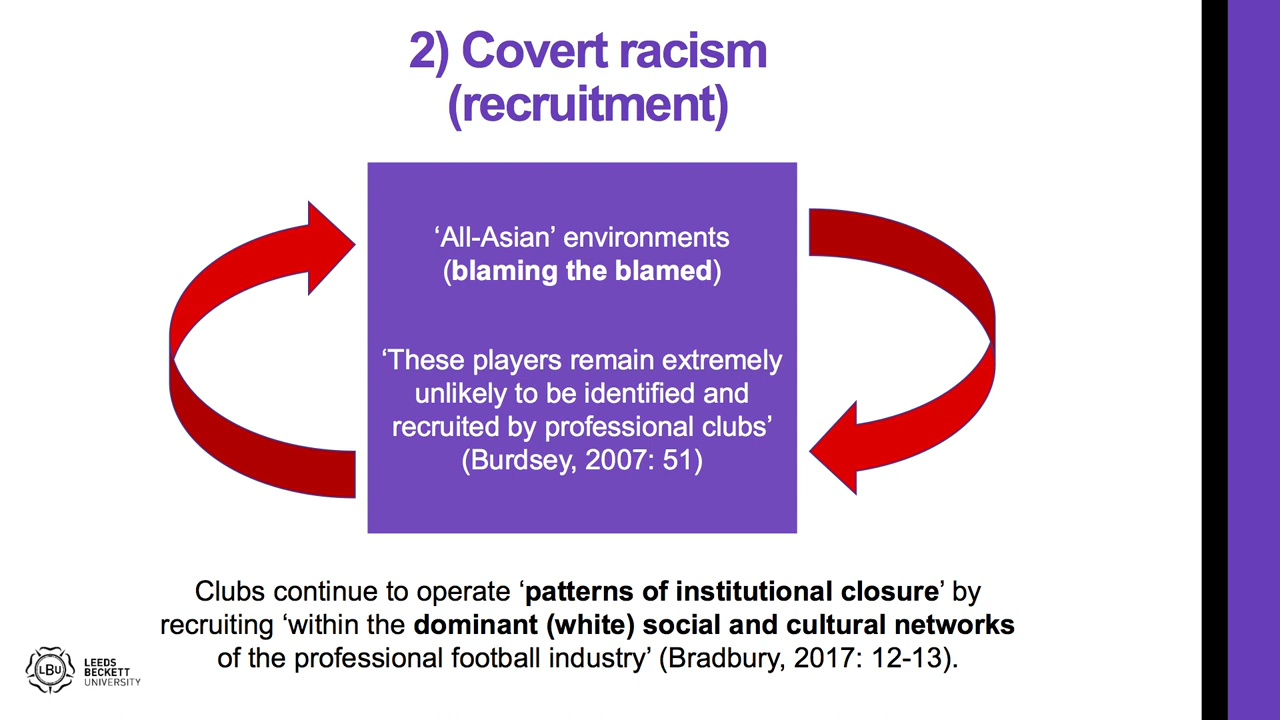 2) Covert racism
(recruitment)
‘All-Asian’ environments
(blaming the blamed)
‘These players remain extremely
unlikely to be identified and
recruited by professional clubs’
(Burdsey, 2007: 51)
Clubs continue to operate ‘patterns of institutional closure’ by
recruiting ‘within the dominant (white) social and cultural networks
of the professional football industry’ (Bradbury, 2017: 12-13).
LBU
LEEDS
BECKETT
UNIVERSITY